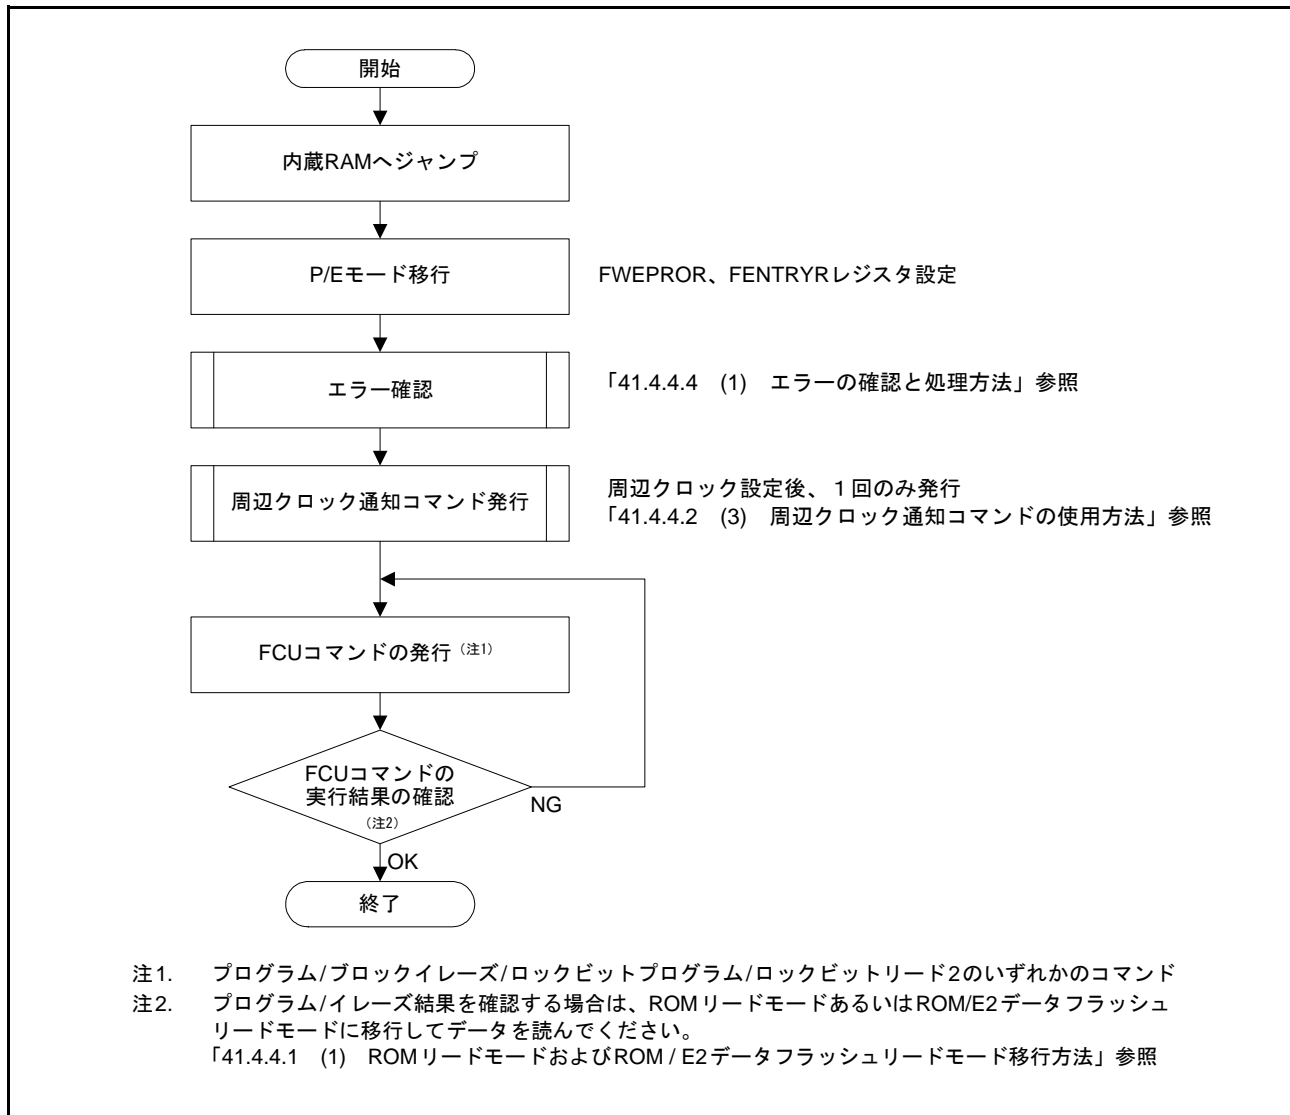 開始
内蔵RAMへジャンプ
P/Eモード移行
FWEPROR、FENTRYRレジスタ設定
エラー確認
「41.4.4.4　(1)　エラーの確認と処理方法」参照
周辺クロック通知コマンド発行
周辺クロック設定後、１回のみ発行
「41.4.4.2　(3)　周辺クロック通知コマンドの使用方法」参照
FCUコマンドの発行（注1）
FCUコマンドの
実行結果の確認
（注2）
NG
OK
終了
注1.　プログラム/ブロックイレーズ/ロックビットプログラム/ロックビットリード2のいずれかのコマンド
注2.　プログラム/イレーズ結果を確認する場合は、ROMリードモードあるいはROM/E2データフラッシュ
リードモードに移行してデータを読んでください。
「41.4.4.1　(1)　ROMリードモードおよびROM / E2データフラッシュリードモード移行方法」参照